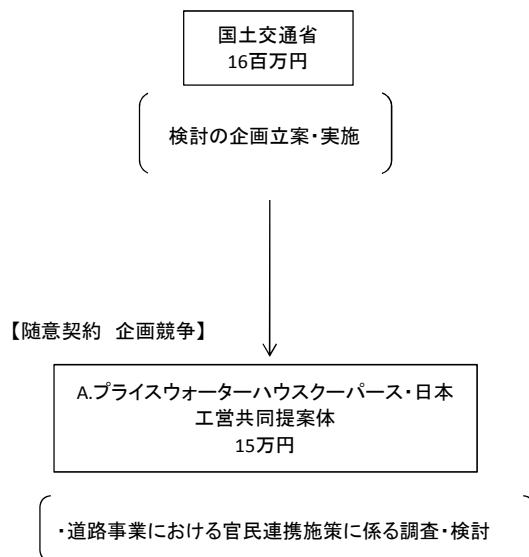 国土交通省
16百万円
検討の企画立案・実施
【随意契約 企画競争】
A.プライスウォーターハウスクーパース・日本
工営共同提案体
15万円
・道路事業における官民連携施策に係る調査・検討